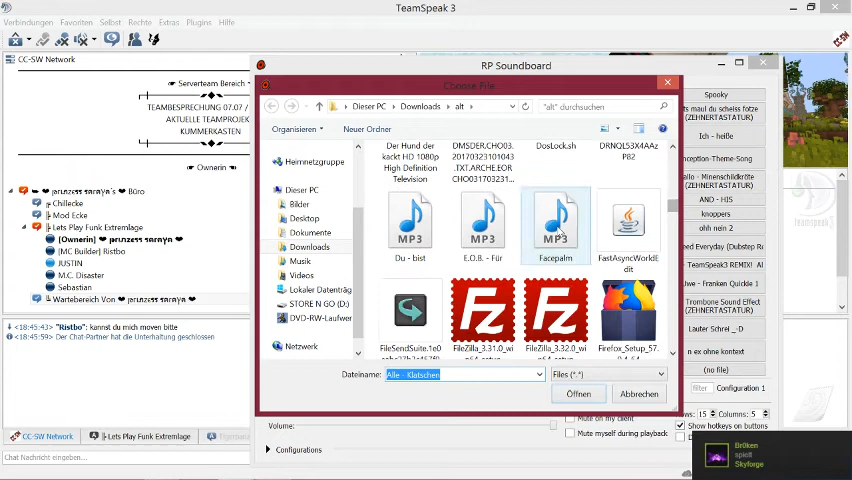 TeamSpeak 3
Verbindungen Favoriten Selbst Rechte Extras Plugins Hilfe
CC-SW Network
Serverteam Bereich
TEAMBESPRECHUNG 07.07 /
AKTUELLE TEAMPROJEK
KUMMERKASTEN
Ownerin
Büro
Chillecke
Mod Ecke
Lets Play Funk Extremlage
[Ownerin]
[MC Builder] Ristbo
JUSTIN
M.C. Disaster
Sebastian
Wartebereich Von
<18:45:43> "Ristbo": kannst du mich moven bitte
<18:45:59> Der Chat-Partner hat die Unterhaltung geschlossen
CC-SW Network
Lets Play Funk Extremlage
Chat Nachricht eingeben...
RP Soundboard
Choose File
Dieser PC
Downloads
alt
"alt" durchsuchen
Organisieren
Neuer Ordner
Heimnetzgruppe
Dieser PC
Bilder
Desktop
Dokumente
Downloads
Musik
Videos
Lokaler Datenträg
STORE N GO (D:)
DVD-RW-Laufwer
Netzwerk
Der Hund der
kackt HD 1080p
High Definition
Television
DMSDER.CHO03.
20170323101043
.TXT.ARCHE.EOR
CHO031703231...
DosLock.sh
DRNQL53X4AAz
P82
MP3
Du - bist
MP3
E.O.B. - Für
MP3
Facepalm
FastAsyncWorldE
dit
FileSendSuite.1e0
FileZilla_3.31.0_wi
FileZilla_3.32.0_wi
Firefox_Setup_57.
Dateiname:
Alle - Klatschen
Files (*.*)
Öffnen
Abbrechen
Spooky
ts maul du scheiss fotze
(ZEHNERTASTATUR)
Ich - heiße
(ZEHNERTASTATUR)
nception-Theme-Song
allo - Minenschildkröte
(ZEHNERTASTATUR)
AND - HIS
knoppers
ohh nein 2
eed Everyday (Dubstep R
TeamSpeak3 REMIX! Al
Uwe - Franken Quickle 1
Trombone Sound Effect
(ZEHNERTASTATUR)
Lauter Schrei _-D
n ex ohne kontakt
(no file)
filter
Configuration 1
Rows: 15
Columns: 5
Show hotkeys on buttons
Volume:
Mute on my client
Mute myself during playback
Configurations
Br0ken
spielt
Skyforge